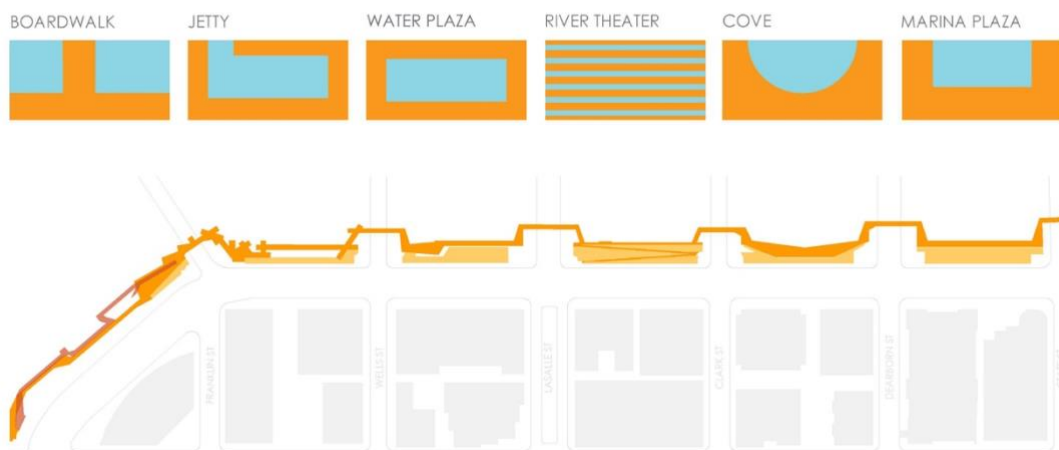 BOARDWALK
JETTY
WATER PLAZA
RIVER THEATER
COVE
MARINA PLAZA
FRANKLIN ST
WELLS ST
LASALLE ST
CLARK ST
DEARBORN ST